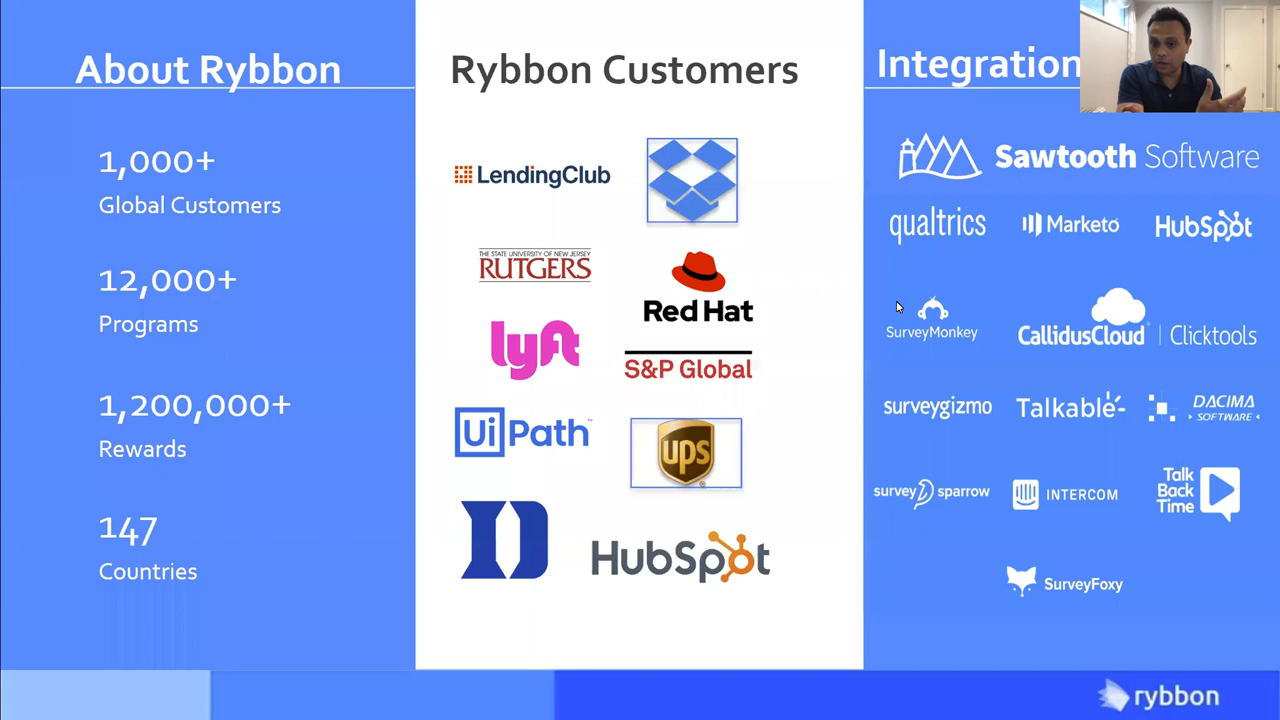 About Rybbon
1,000+
Global Customers
12,000+
Programs
1,200,000+
Rewards
147
Countries
Rybbon Customers
LendingClub
THE STATE UNIVERSITY OF NEW JERSEY
RUTGERS
Red Hat
lyft
S&P Global
UiPath™
ups
D
HubSpot
Integration
Sawtooth Software
qualtrics
Marketo
HubSpot
SurveyMonkey
CallidusCloud® | Clicktools
surveygizmo
Talkable
DACIMA
SOFTWARE
survey sparrow
INTERCOM
Talk
Back
Time
SurveyFoxy
rybbon